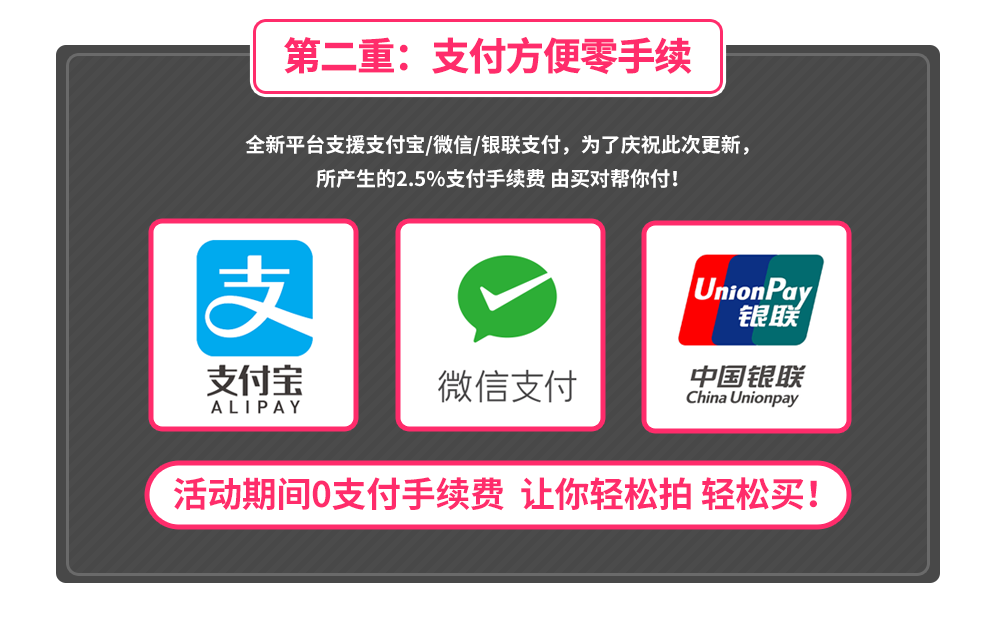 第二重：支付方便零手续
全新平台支援支付宝/微信/银联支付，为了庆祝此次更新，
所产生的2.5%支付手续费 由买对帮你付！
支
支付宝
ALIPAY
微信支付
UnionPay
银联
中国银联
China Unionpay
活动期间0支付手续费 让你轻松拍 轻松买！